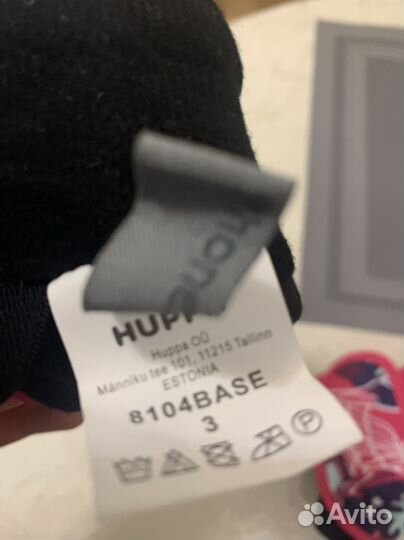 HUPPA
Huppa OÜ
Männiku tee 101, 11215 Tallinn
ESTONIA
8104BASE
3
Avito